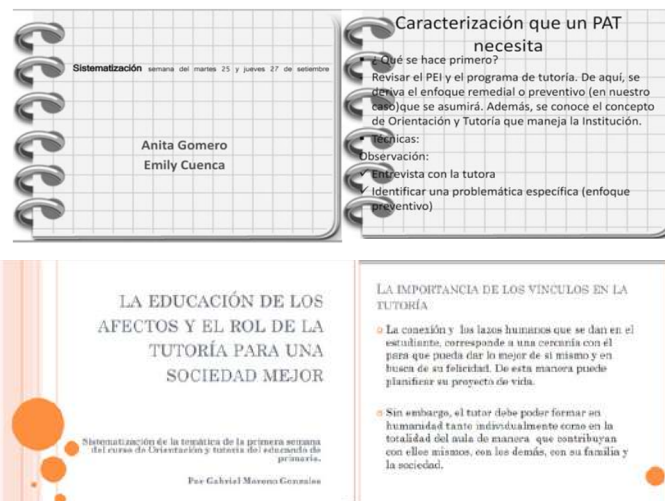 Sistematización semana del martes 25 y jueves 27 de setiembre
Anita Gomero
Emily Cuenca
Caracterización que un PAT
necesita
¿ Qué se hace primero?
Revisar el PEI y el programa de tutoría. De aquí, se
deriva el enfoque remedial o preventivo (en nuestro
caso)que se asumirá. Además, se conoce el concepto
de Orientación y Tutoría que maneja la Institución.
Técnicas:
Observación:
✓ Entrevista con la tutora
✓ Identificar una problemática específica (enfoque
preventivo)
LA EDUCACIÓN DE LOS
AFECTOS Y EL ROL DE LA
TUTORÍA PARA UNA
SOCIEDAD MEJOR
Sistematización de la temática de la primera semana
del curso de Orientación y tutoría del educando de
primaria.
Por Gabriel Moreno Gonzales
LA IMPORTANCIA DE LOS VÍNCULOS EN LA
TUTORÍA
La conexión y los lazos humanos que se dan en el
estudiante, corresponde a una cercanía con él
para que pueda dar lo mejor de si mismo y en
busca de su felicidad. De esta manera puede
planificar su proyecto de vida.
Sin embargo, el tutor debe poder formar en
humanidad tanto individualmente como en la
totalidad del aula de manera que contribuyan
con ellos mismos, con los demás, con su familia y
la sociedad.